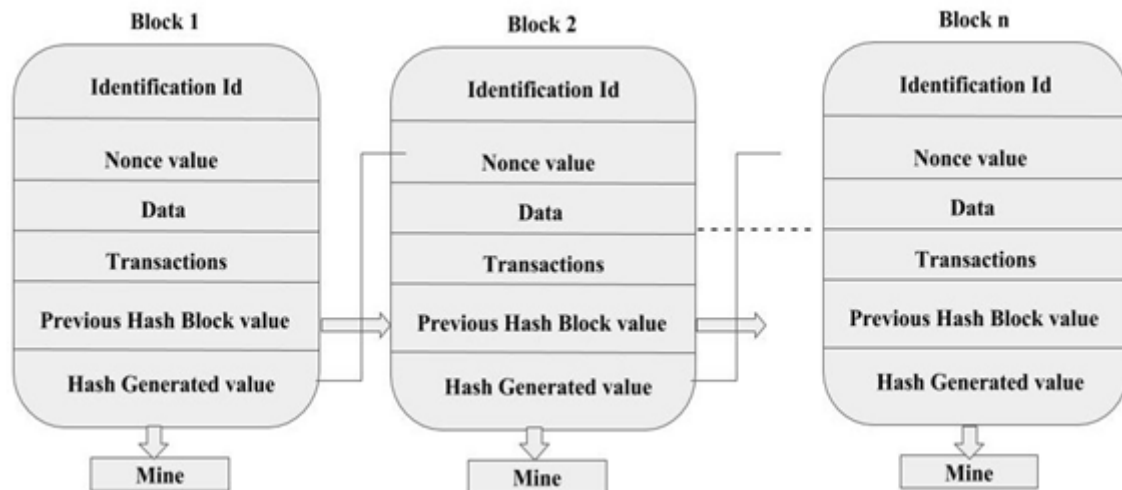 Block 1
Identification Id
Nonce value
Data
Transactions
Previous Hash Block value
Hash Generated value
Mine
Block 2
Identification Id
Nonce value
Data
Transactions
Previous Hash Block value
Hash Generated value
Mine
Block n
Identification Id
Nonce value
Data
Transactions
Previous Hash Block value
Hash Generated value
Mine